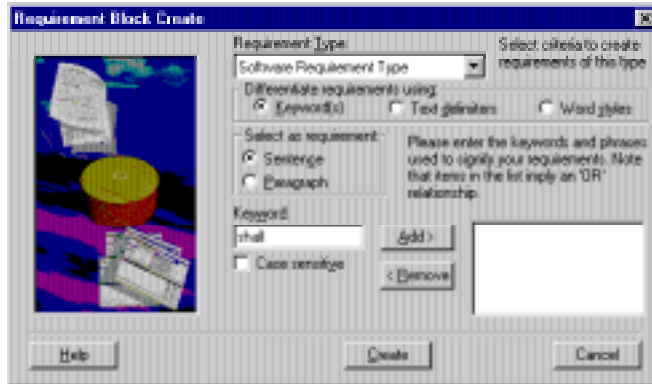 Requirement Block Create
Requirement Type:
Select criteria to create
requirements of this type
Software Requirement Type
Differentiate requirements using:
Keyword(s)
Text delimiters
Word styles
Select as requirement:
Sentence
Paragraph
Please enter the keywords and phrases
used to signify your requirements. Note
that items in the list imply an 'OR'
relationship.
Keyword:
shall
Case sensitive
Add >
< Remove
Help
Create
Cancel